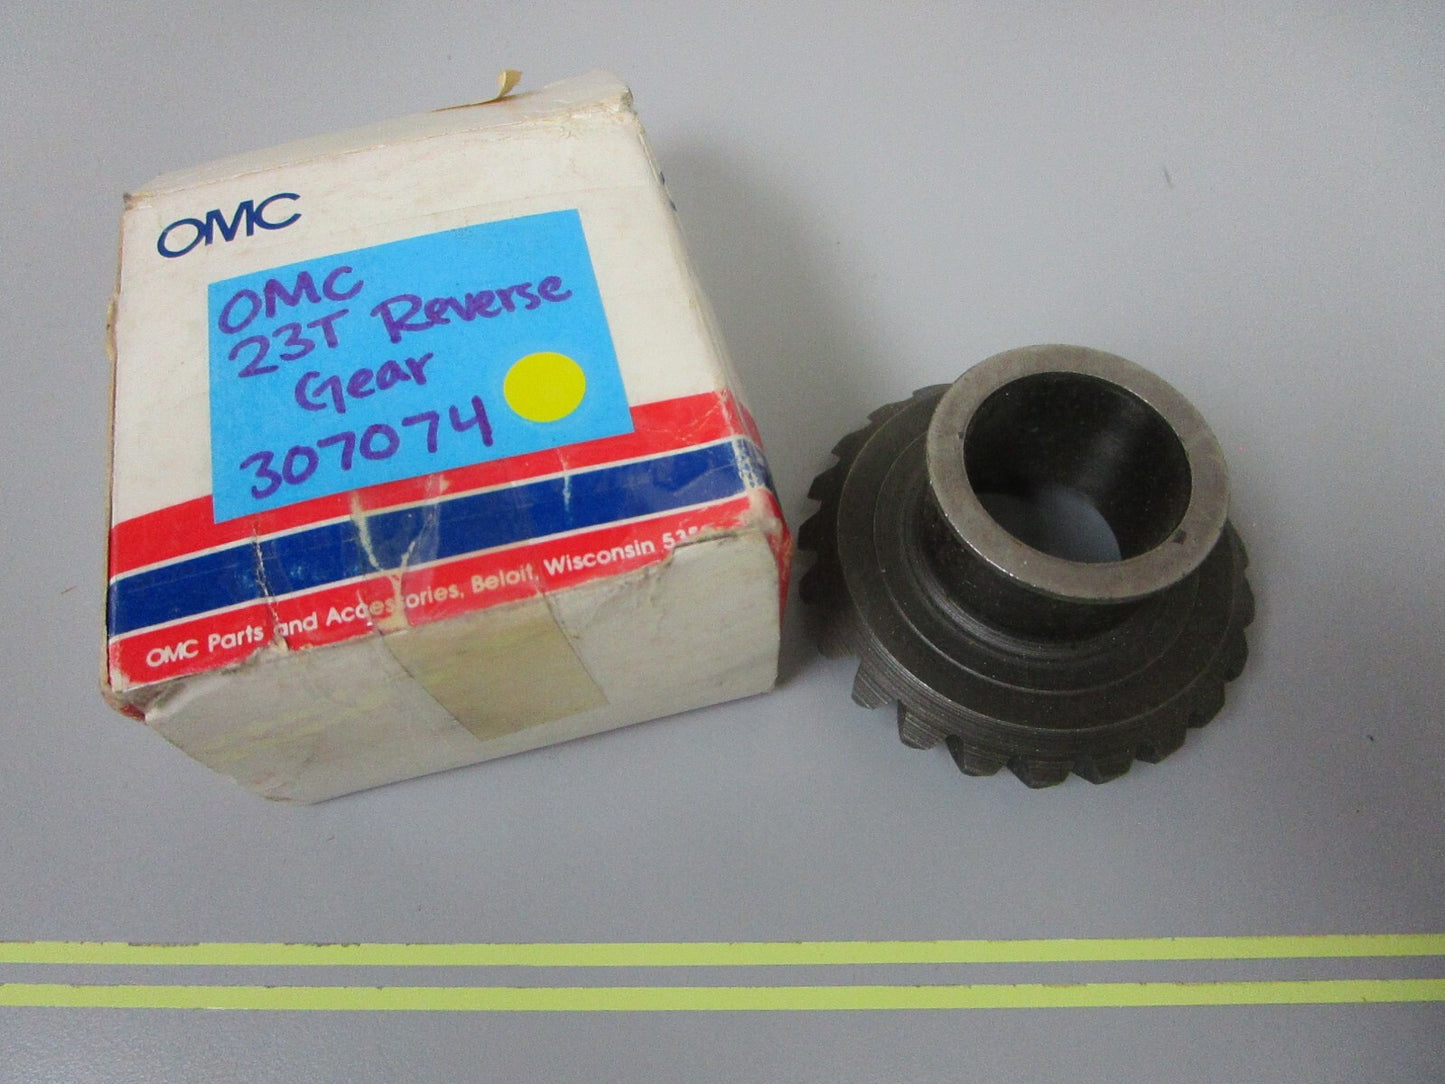 OMC
OMC
23T Reverse
Gear
307074
OMC Parts and Accessories, Beloit, Wisconsin